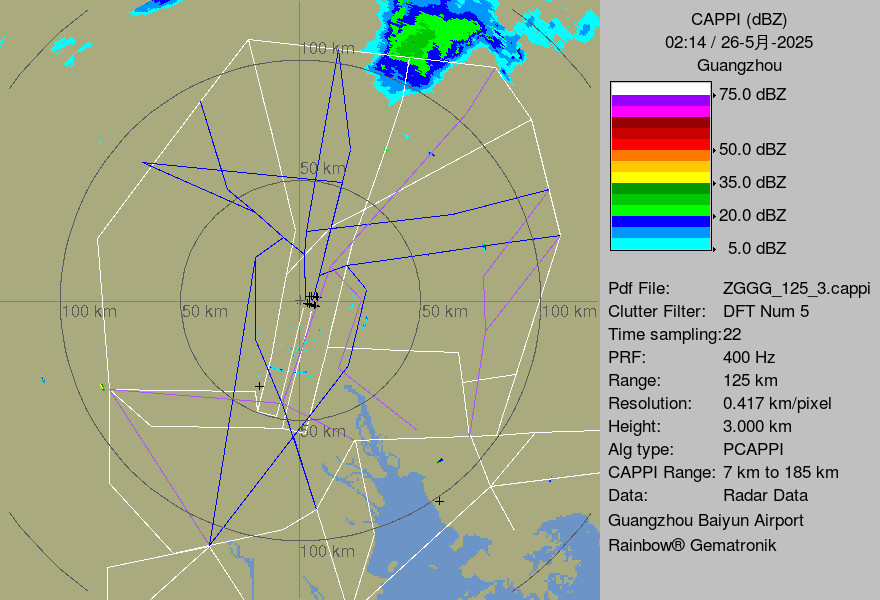 CAPPI (dBZ)
02:14 / 26-5月-2025
Guangzhou
75.0 dBZ
50.0 dBZ
35.0 dBZ
20.0 dBZ
5.0 dBZ
Pdf File: ZGGG_125_3.cappi
Clutter Filter: DFT Num 5
Time sampling:22
PRF: 400 Hz
Range: 125 km
Resolution: 0.417 km/pixel
Height: 3.000 km
Alg type: PCAPPI
CAPPI Range: 7 km to 185 km
Data: Radar Data
Guangzhou Baiyun Airport
Rainbow® Gematronik
100 km
50 km
100 km
50 km
50 km
100 km
50 km
100 km